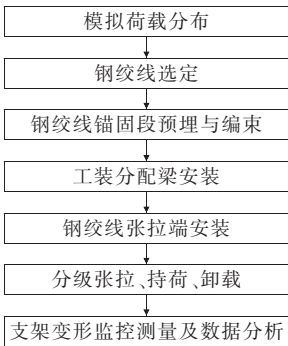 模拟荷载分布
钢绞线选定
钢绞线锚固段预埋与编束
工装分配梁安装
钢绞线张拉端安装
分级张拉、持荷、卸载
支架变形监控测量及数据分析